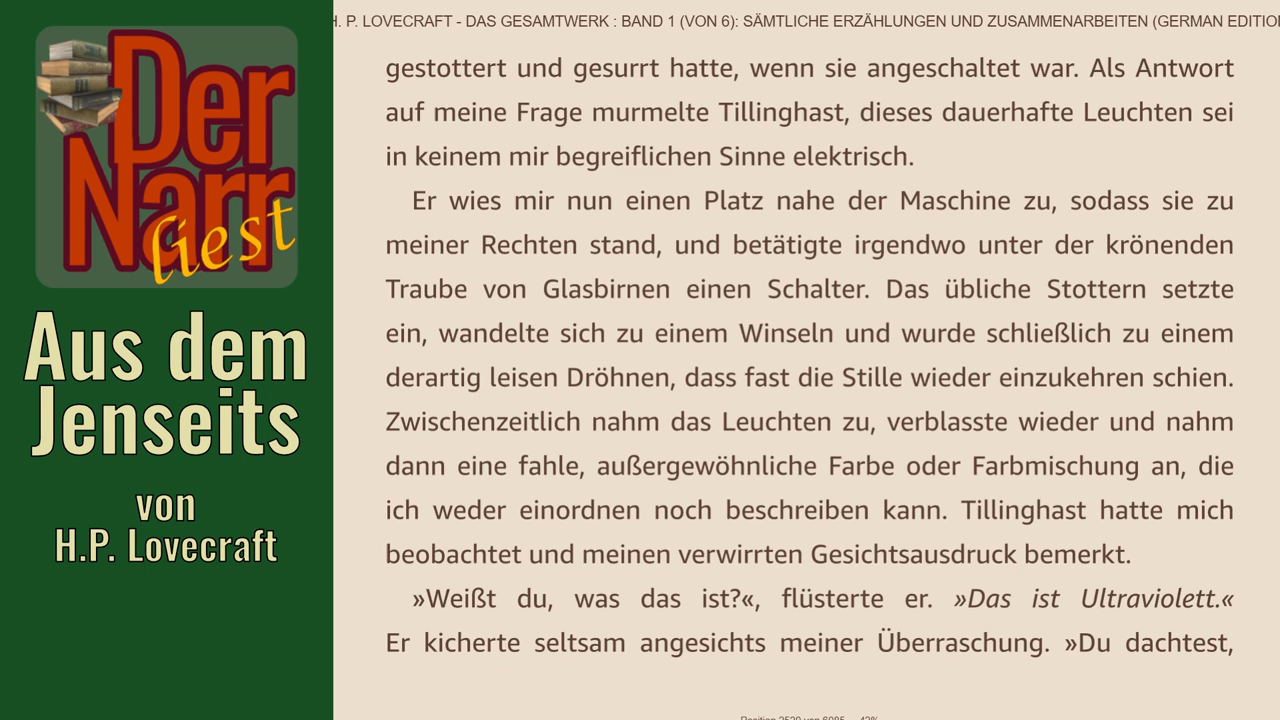 Der
Narr
liest
Aus dem
Jenseits
von
H.P. Lovecraft
H. P. LOVECRAFT - DAS GESAMTWERK : BAND 1 (VON 6): SÄMTLICHE ERZÄHLUNGEN UND ZUSAMMENARBEITEN (GERMAN EDITIO
gestottert und gesurrt hatte, wenn sie angeschaltet war. Als Antwort
auf meine Frage murmelte Tillinghast, dieses dauerhafte Leuchten sei
in keinem mir begreiflichen Sinne elektrisch.
Er wies mir nun einen Platz nahe der Maschine zu, sodass sie zu
meiner Rechten stand, und betätigte irgendwo unter der krönenden
Traube von Glasbirnen einen Schalter. Das übliche Stottern setzte
ein, wandelte sich zu einem Winseln und wurde schließlich zu einem
derartig leisen Dröhnen, dass fast die Stille wieder einzukehren schien.
Zwischenzeitlich nahm das Leuchten zu, verblasste wieder und nahm
dann eine fahle, außergewöhnliche Farbe oder Farbmischung an, die
ich weder einordnen noch beschreiben kann. Tillinghast hatte mich
beobachtet und meinen verwirrten Gesichtsausdruck bemerkt.
»Weißt du, was das ist?«, flüsterte er. »Das ist Ultraviolett.«
Er kicherte seltsam angesichts meiner Überraschung. »Du dachtest,